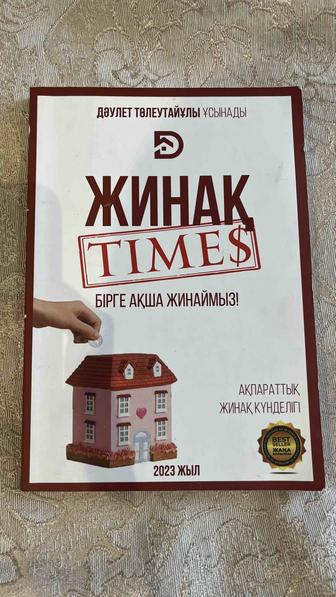 ДӘУЛЕТ ТӨЛЕУТАЙҰЛЫ ҰСЫНАДЫ
D
ЖИНАҚ
TIME$
БІРГЕ АҚША ЖИНАЙМЫЗ!
АҚПАРАТТЫҚ
ЖИНАҚ КҮНДЕЛІГІ
BEST
SELLER
ЖАҢА
2023 ЖЫЛ